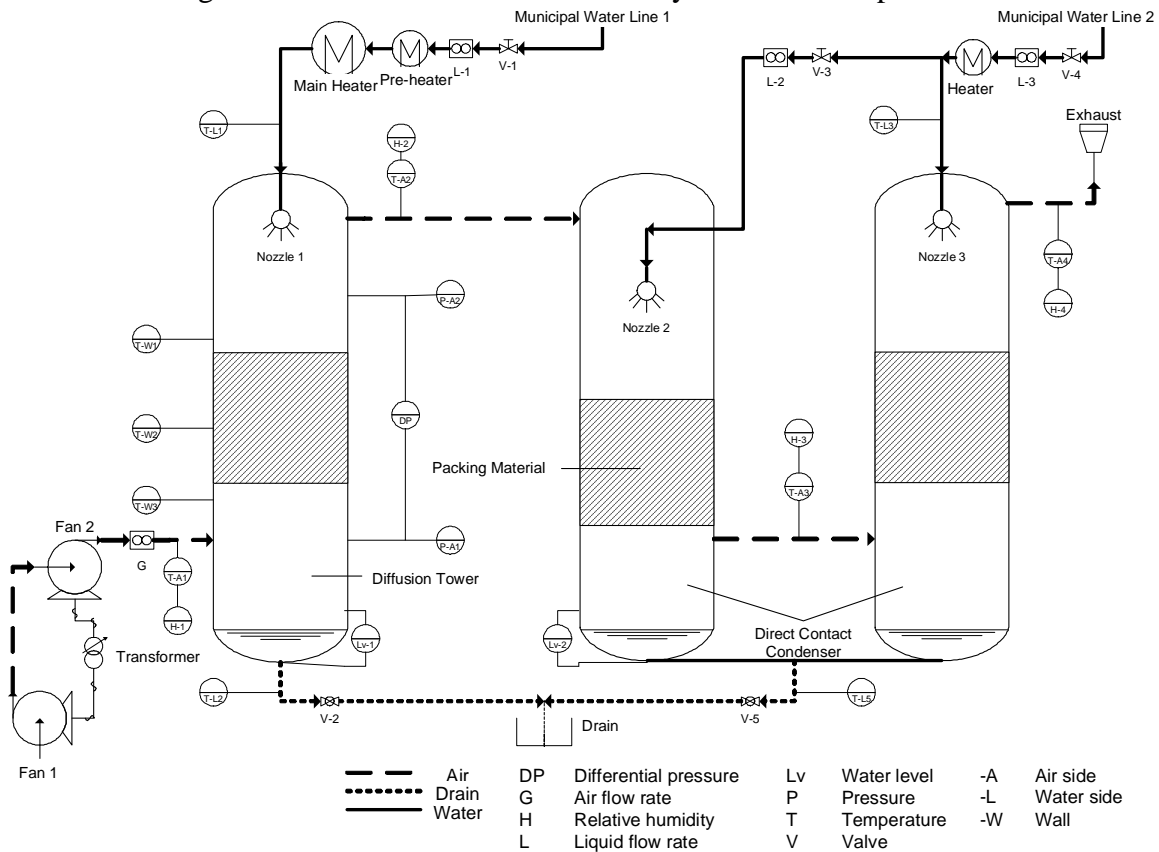 Municipal Water Line 1
Municipal Water Line 2
Main Heater
Pre-heater
L-1
V-1
L-2
V-3
Heater
L-3
V-4
T-L1
H-2
T-A2
T-L3
Exhaust
Nozzle 1
Nozzle 3
T-A4
H-4
P-A2
Nozzle 2
T-W1
DP
T-W2
H-3
Packing Material
T-A3
T-W3
Fan 2
G
P-A1
T-A1
H-1
Diffusion Tower
Direct Contact
Condenser
Lv-1
Lv-2
Transformer
T-L2
V-2
V-5
T-L5
Drain
Fan 1
Air DP Differential pressure Lv Water level -A Air side
Drain G Air flow rate P Pressure -L Water side
Water H Relative humidity T Temperature -W Wall
L Liquid flow rate V Valve